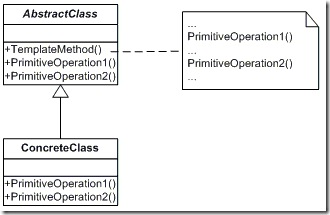 AbstractClass
+TemplateMethod()
+PrimitiveOperation1()
+PrimitiveOperation2()
...
PrimitiveOperation1()
...
PrimitiveOperation2()
...
ConcreteClass
+PrimitiveOperation1()
+PrimitiveOperation2()